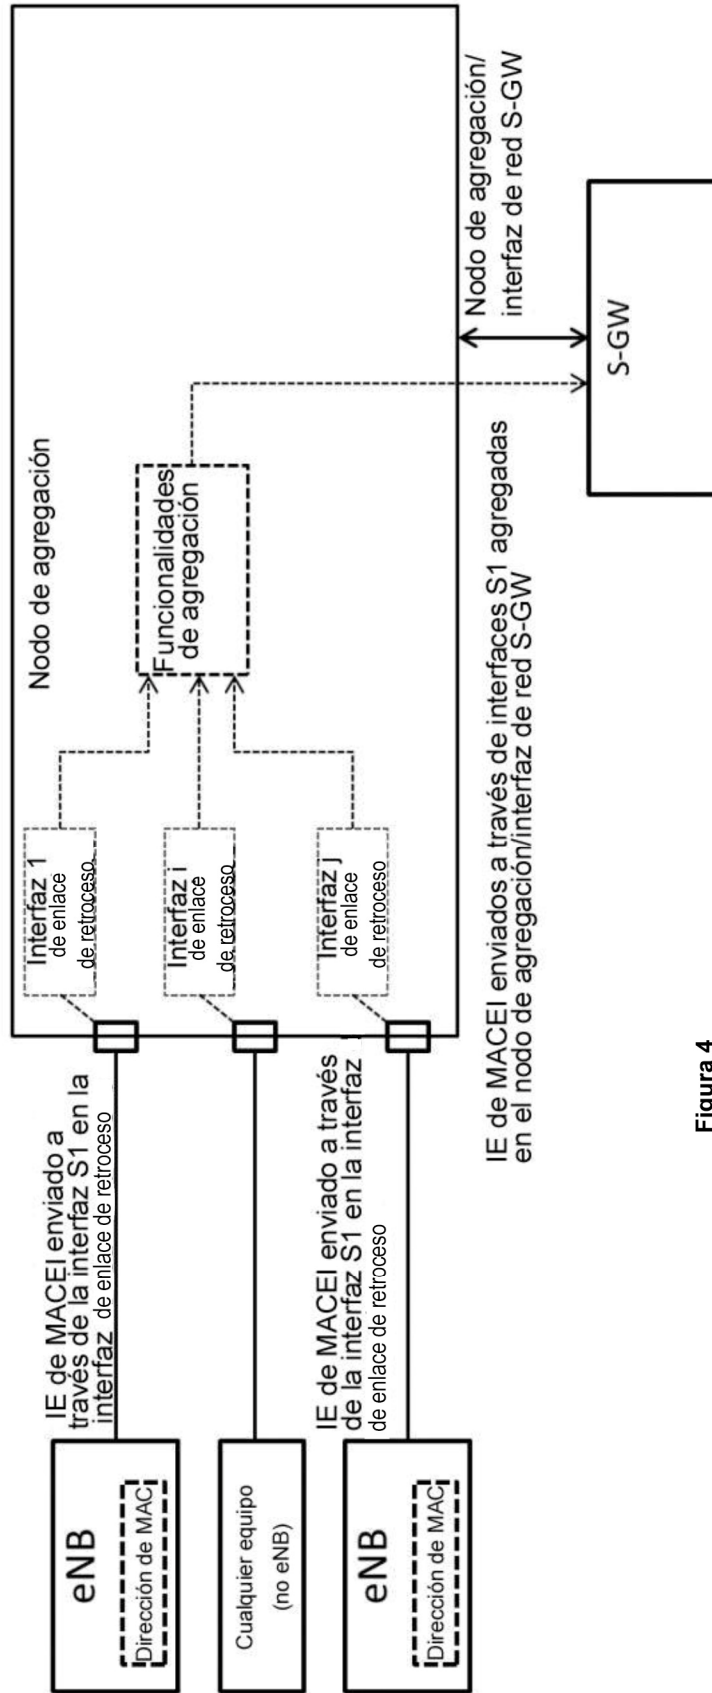 Nodo de agregación
Interfaz 1
de enlace
de retroceso
Interfaz i
de enlace
de retroceso
Interfaz j
de enlace
de retroceso
Funcionalidades
de agregación
Nodo de agregación/
interfaz de red S-GW
S-GW
IE de MACEI enviado a
través de la interfaz S1 en la
interfaz de enlace de retroceso
IE de MACEI enviado a través
de la interfaz S1 en la interfaz
de enlace de retroceso
IE de MACEI enviados a través de interfaces S1 agregadas
en el nodo de agregación/interfaz de red S-GW
eNB
Dirección de MAC
Cualquier equipo
(no eNB)
eNB
Dirección de MAC
Figura 4